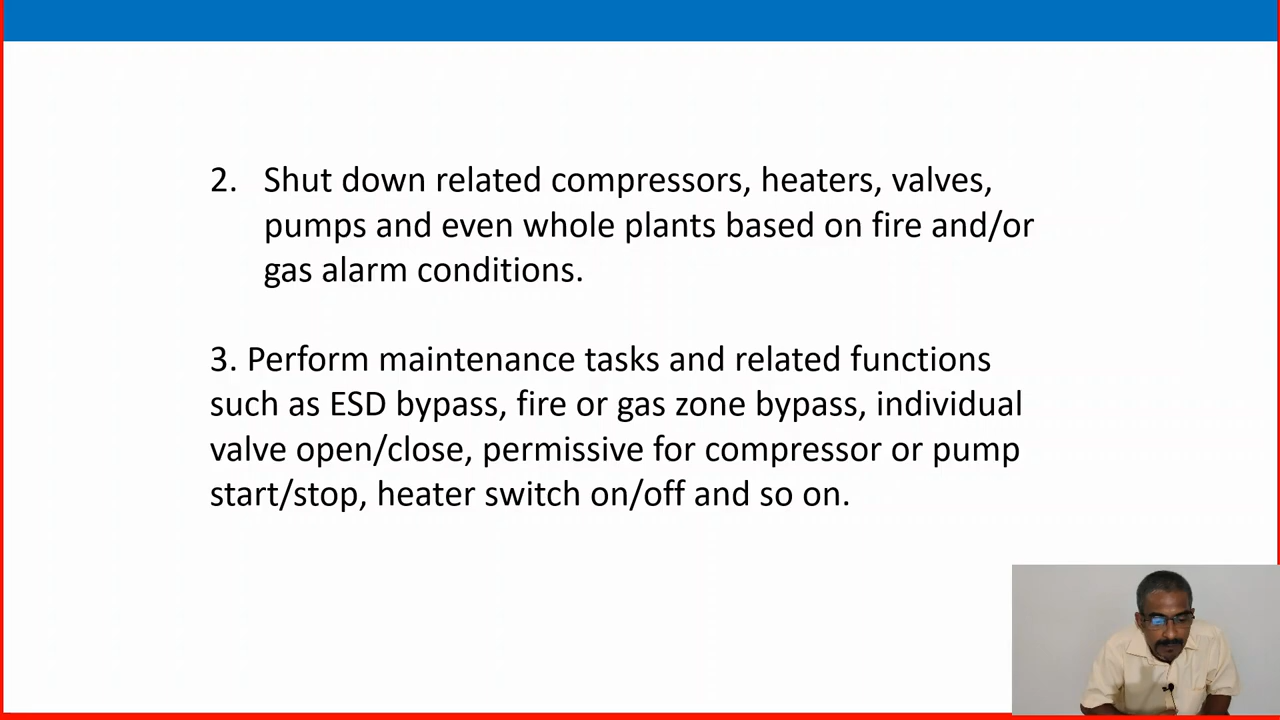 2. Shut down related compressors, heaters, valves,
pumps and even whole plants based on fire and/or
gas alarm conditions.
3. Perform maintenance tasks and related functions
such as ESD bypass, fire or gas zone bypass, individual
valve open/close, permissive for compressor or pump
start/stop, heater switch on/off and so on.